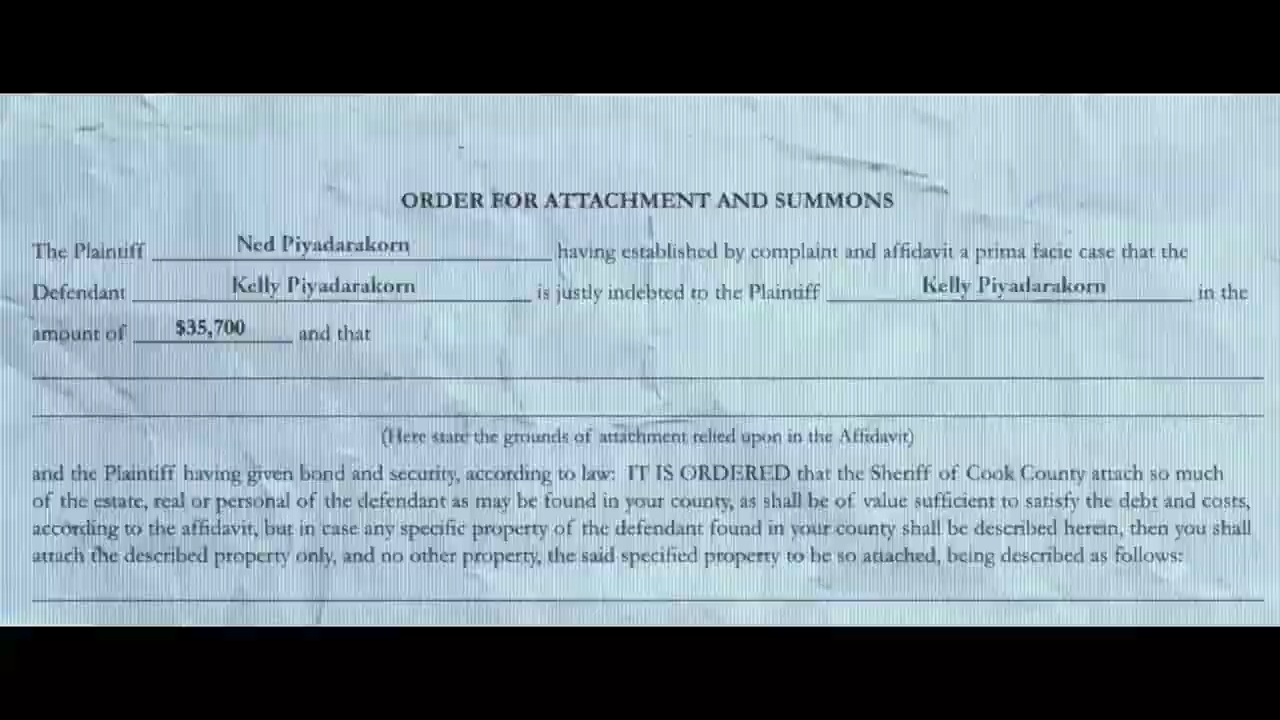 ORDER FOR ATTACHMENT AND SUMMONS
The Plaintiff Ned Piyadarakorn having established by complaint and affidavit a prima facie case that the
Defendant Kelly Piyadarakorn is justly indebted to the Plaintiff Kelly Piyadarakorn in the
amount of $35,700 and that
(Here state the grounds of attachment relied upon in the Affidavit)
and the Plaintiff having given bond and security, according to law: IT IS ORDERED that the Sheriff of Cook County attach so much
of the estate, real or personal of the defendant as may be found in your county, as shall be of value sufficient to satisfy the debt and costs,
according to the affidavit, but in case any specific property of the defendant found in your county shall be described herein, then you shall
attach the described property only, and no other property, the said specified property to be so attached, being described as follows: